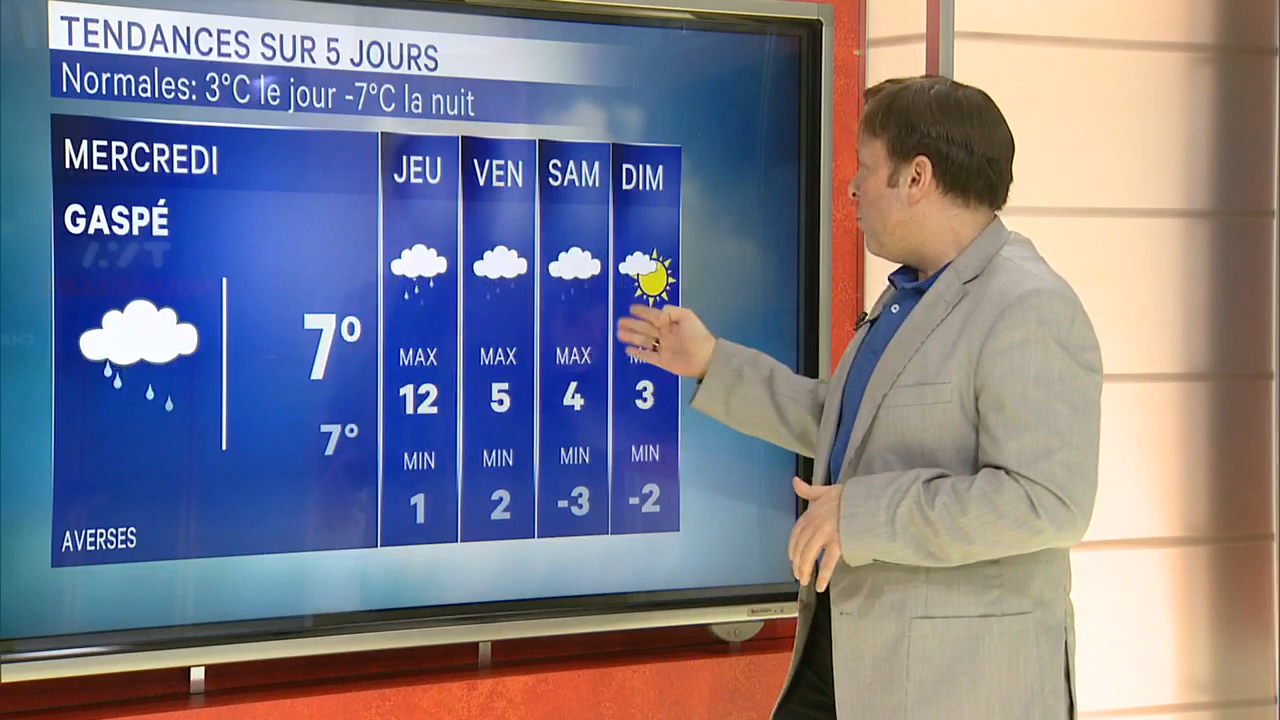 TENDANCES SUR 5 JOURS
Normales: 3°C le jour -7°C la nuit
MERCREDI
GASPÉ
7°
7°
AVERSES
JEU
MAX
12
MIN
1
VEN
MAX
5
MIN
2
SAM
MAX
4
MIN
-3
DIM
3
MIN
-2